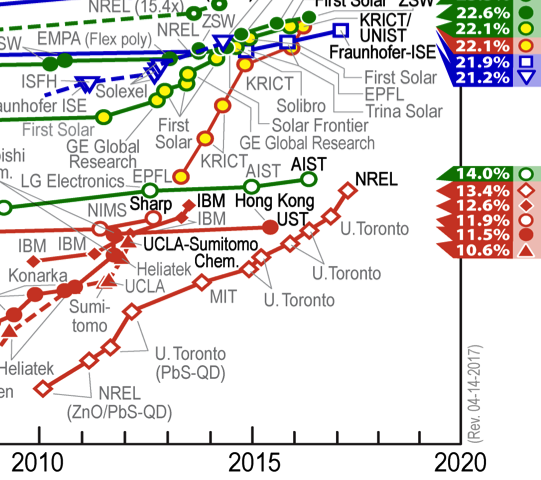 First Solar ZSW
NREL (15.4x)
ZSW
22.6%
KRICT/
UNIST
22.1%
SW
EMPA (Flex poly)
NREL
Fraunhofer-ISE
22.1%
21.9%
ISFH
Solexel
KRICT
First Solar
21.2%
EPFL
aunhofer ISE
Solibro
Trina Solar
First Solar
First
Solar
Solar Frontier
GE Global
Research
GE Global Research
KRICT
LG Electronics
EPFL
AIST
AIST
14.0%
NREL
13.4%
Sharp
IBM
Hong Kong
UST
12.6%
NIMS
IBM
11.9%
U.Toronto
11.5%
IBM
IBM
UCLA-Sumitomo
Chem.
10.6%
Konarka
Heliatek
U.Toronto
UCLA
Sumi-
tomo
MIT
U.Toronto
Heliatek
U. Toronto
(PbS-QD)
en
NREL
(ZnO/PbS-QD)
(Rev. 04-14-2017)
2010
2015
2020